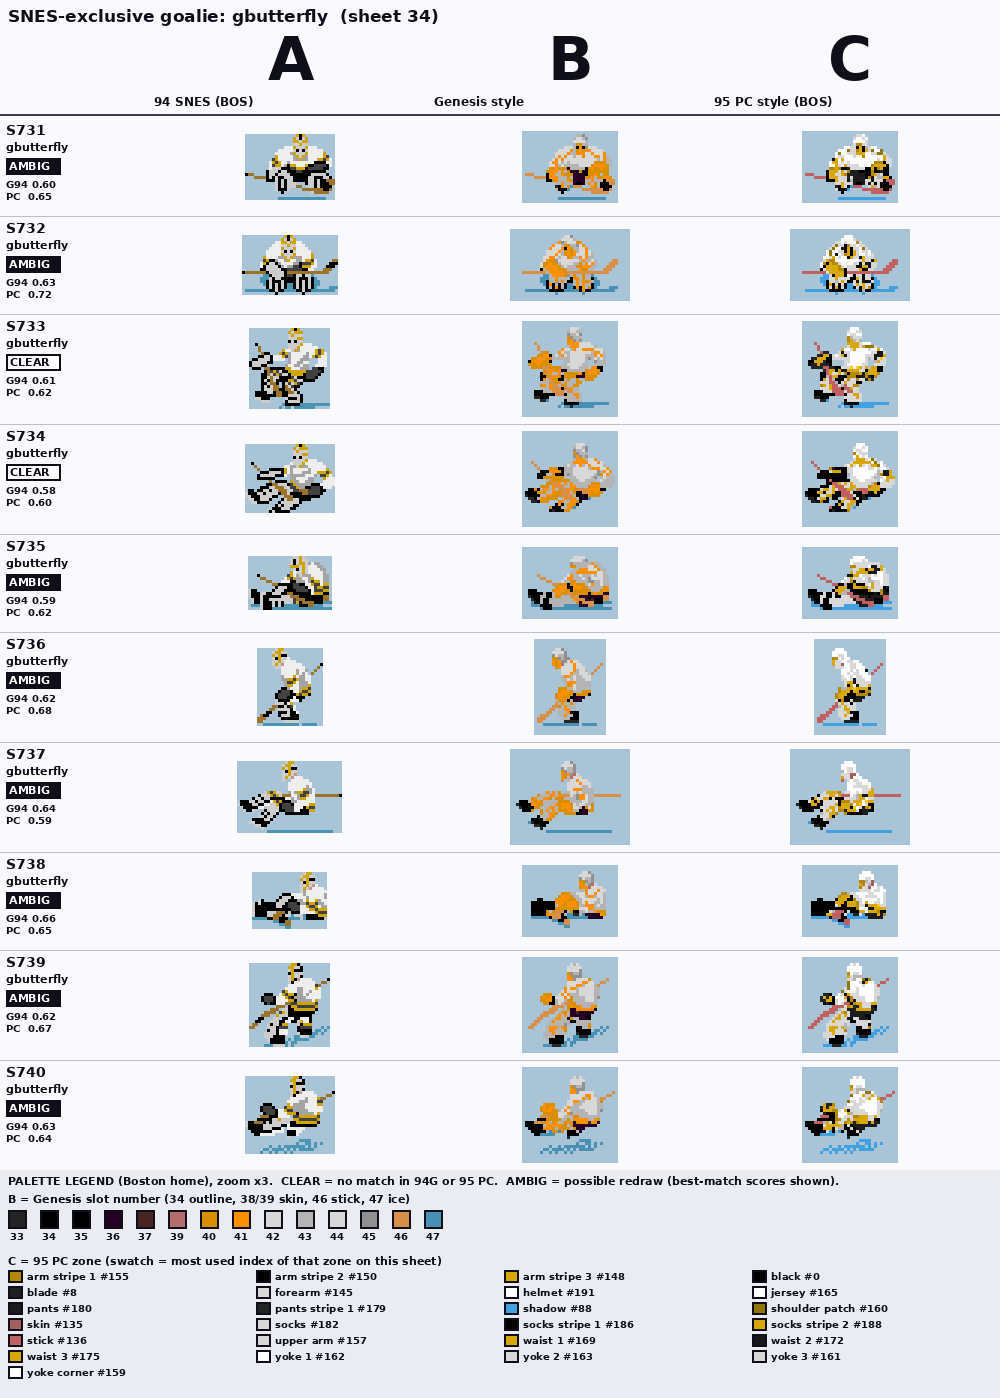 SNES-exclusive goalie: gbutterfly  (sheet 34)
A B C
94 SNES (BOS) Genesis style 95 PC style (BOS)
S731
gbutterfly
AMBIG
G94 0.60
PC 0.65
S732
gbutterfly
AMBIG
G94 0.63
PC 0.72
S733
gbutterfly
CLEAR
G94 0.61
PC 0.62
S734
gbutterfly
CLEAR
G94 0.58
PC 0.60
S735
gbutterfly
AMBIG
G94 0.59
PC 0.62
S736
gbutterfly
AMBIG
G94 0.62
PC 0.68
S737
gbutterfly
AMBIG
G94 0.64
PC 0.59
S738
gbutterfly
AMBIG
G94 0.66
PC 0.65
S739
gbutterfly
AMBIG
G94 0.62
PC 0.67
S740
gbutterfly
AMBIG
G94 0.63
PC 0.64
PALETTE LEGEND (Boston home), zoom x3.  CLEAR = no match in 94G or 95 PC.  AMBIG = possible redraw (best-match scores shown).
B = Genesis slot number (34 outline, 38/39 skin, 46 stick, 47 ice)
33 34 35 36 37 39 40 41 42 43 44 45 46 47
C = 95 PC zone (swatch = most used index of that zone on this sheet)
arm stripe 1 #155 arm stripe 2 #150 arm stripe 3 #148 black #0
blade #8 forearm #145 helmet #191 jersey #165
pants #180 pants stripe 1 #179 shadow #88 shoulder patch #160
skin #135 socks #182 socks stripe 1 #186 socks stripe 2 #188
stick #136 upper arm #157 waist 1 #169 waist 2 #172
waist 3 #175 yoke 1 #162 yoke 2 #163 yoke 3 #161
yoke corner #159